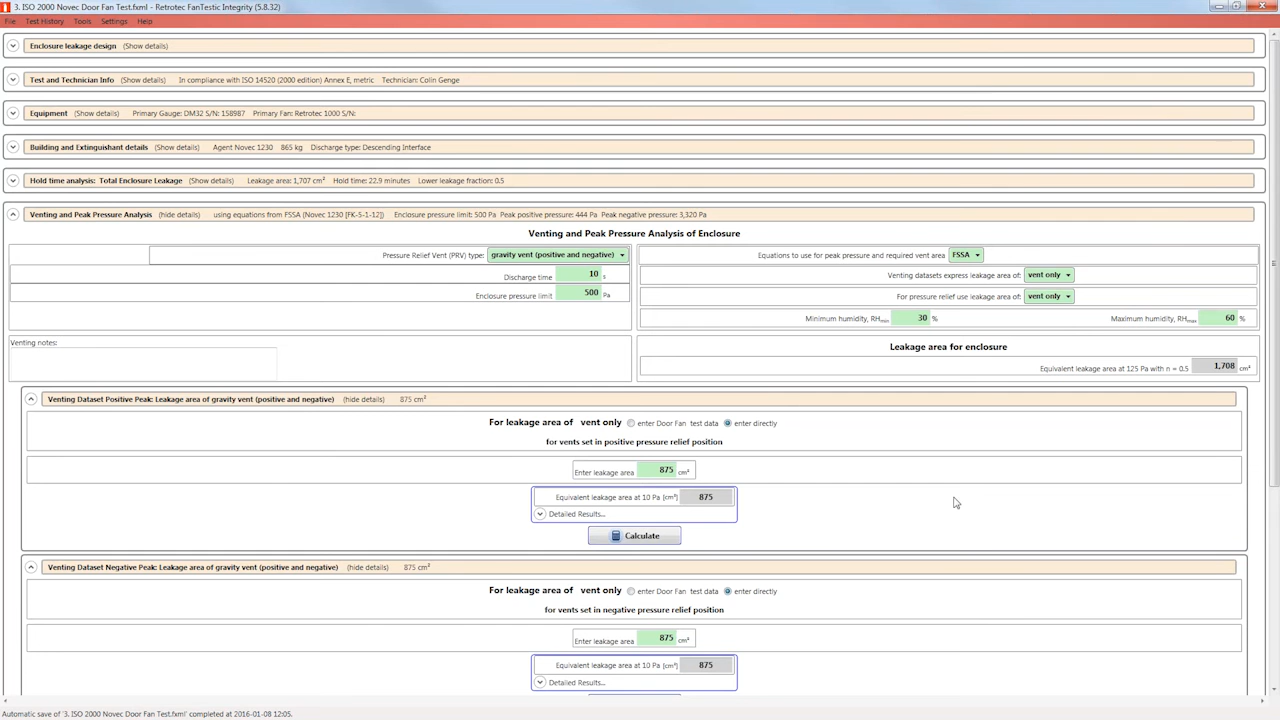 3. ISO 2000 Novec Door Fan Test.fxml - Retrotec FanTestic Integrity (5.8.32)
File Test History Tools Settings Help
Enclosure leakage design (Show details)
Test and Technician Info (Show details) In compliance with ISO 14520 (2000 edition) Annex E, metric Technician: Colin Genge
Equipment (Show details) Primary Gauge: DM32 S/N: 158987 Primary Fan: Retrotec 1000 S/N:
Building and Extinguishant details (Show details) Agent Novec 1230 865 kg Discharge type: Descending Interface
Hold time analysis: Total Enclosure Leakage (Show details) Leakage area: 1,707 cm² Hold time: 22.9 minutes Lower leakage fraction: 0.5
Venting and Peak Pressure Analysis (hide details) using equations from FSSA (Novec 1230 [FK-5-1-12]) Enclosure pressure limit: 500 Pa Peak positive pressure: 444 Pa Peak negative pressure: 3,320 Pa
Venting and Peak Pressure Analysis of Enclosure
Pressure Relief Vent (PRV) type: gravity vent (positive and negative)
Discharge time 10 s
Enclosure pressure limit 500 Pa
Equations to use for peak pressure and required vent area FSSA
Venting datasets express leakage area of: vent only
For pressure relief use leakage area of: vent only
Minimum humidity, RHmin 30 % Maximum humidity, RHmax 60 %
Venting notes:
Leakage area for enclosure
Equivalent leakage area at 125 Pa with n = 0.5 1,708 cm²
Venting Dataset Positive Peak: Leakage area of gravity vent (positive and negative) (hide details) 875 cm²
For leakage area of vent only enter Door Fan test data enter directly
for vents set in positive pressure relief position
Enter leakage area 875 cm²
Equivalent leakage area at 10 Pa [cm²] 875
Detailed Results...
Calculate
Venting Dataset Negative Peak: Leakage area of gravity vent (positive and negative) (hide details) 875 cm²
For leakage area of vent only enter Door Fan test data enter directly
for vents set in negative pressure relief position
Enter leakage area 875 cm²
Equivalent leakage area at 10 Pa [cm²] 875
Detailed Results...
Automatic save of '3. ISO 2000 Novec Door Fan Test.fxml' completed at 2016-01-08 12:05.